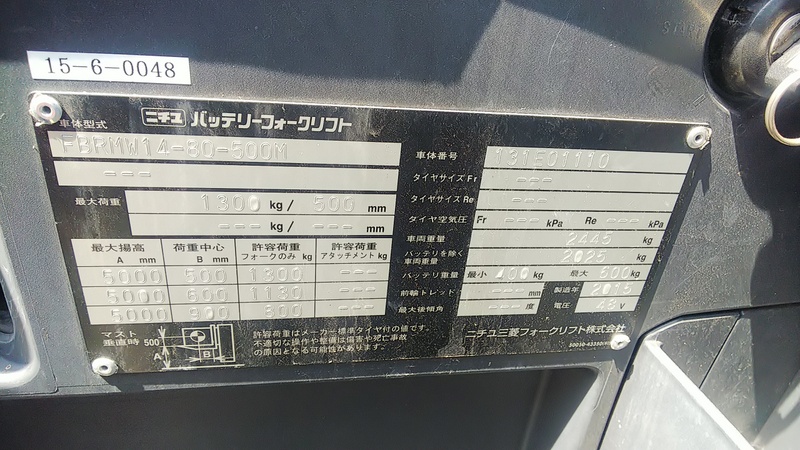 15-6-0048
START
ニチユ バッテリーフォークリフト
車体型式
FBRMW14-80-500M
---
最大荷重 1300 kg / 500 mm
--- kg / --- mm
最大揚高 A mm 荷重中心 B mm 許容荷重 フォークのみ kg 許容荷重 アタッチメント kg
5000 500 1300 ---
5000 600 1130 ---
5000 900 800 ---
マスト垂直時 500 A B
許容荷重はメーカー標準タイヤ付の値です。
不適切な操作や整備は傷害や死亡事故
の原因となる可能性があります。
車体番号 131501110
タイヤサイズ Fr ---
タイヤサイズ Re ---
タイヤ空気圧 Fr --- kPa Re --- kPa
車両重量 2445 kg
バッテリを除く車両重量 2025 kg
バッテリ重量 最小 400 kg 最大 600 kg
前輪トレッド --- mm 製造年 2015
最大後傾角 --- 度 電圧 48 V
ニチユ三菱フォークリフト株式会社